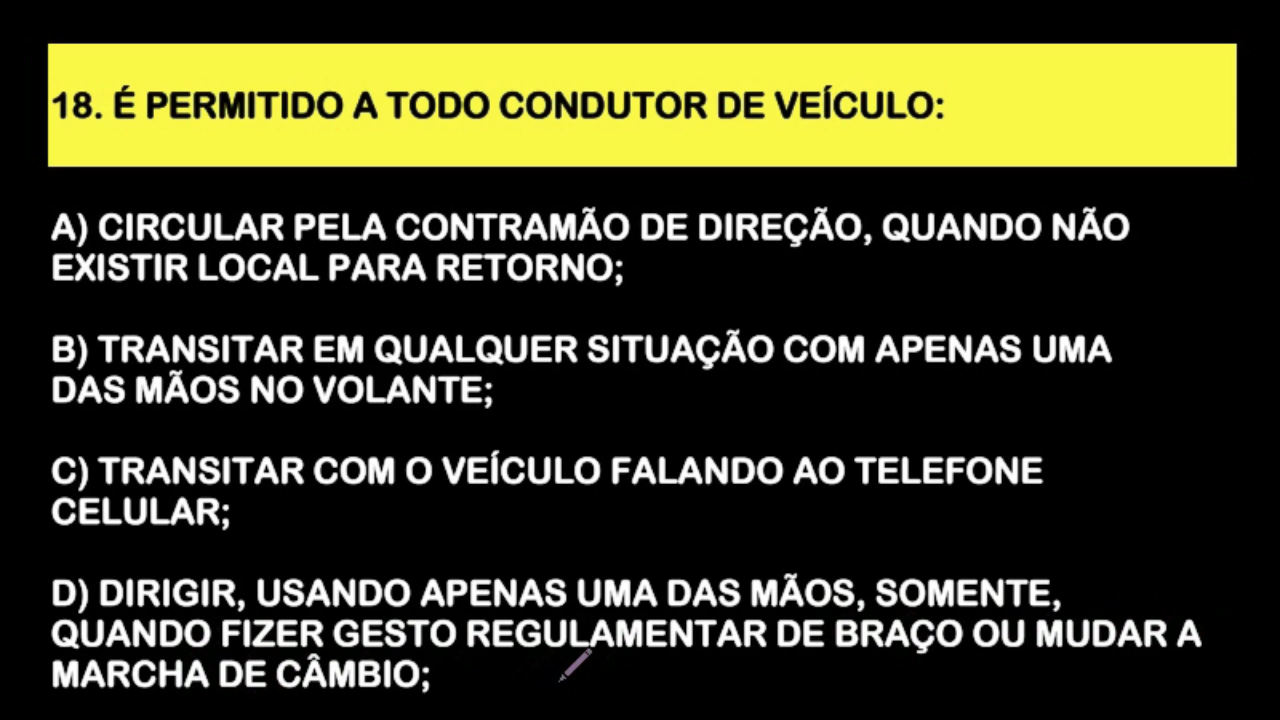 18. É PERMITIDO A TODO CONDUTOR DE VEÍCULO:
A) CIRCULAR PELA CONTRAMÃO DE DIREÇÃO, QUANDO NÃO
EXISTIR LOCAL PARA RETORNO;
B) TRANSITAR EM QUALQUER SITUAÇÃO COM APENAS UMA
DAS MÃOS NO VOLANTE;
C) TRANSITAR COM O VEÍCULO FALANDO AO TELEFONE
CELULAR;
D) DIRIGIR, USANDO APENAS UMA DAS MÃOS, SOMENTE,
QUANDO FIZER GESTO REGULAMENTAR DE BRAÇO OU MUDAR A
MARCHA DE CÂMBIO;